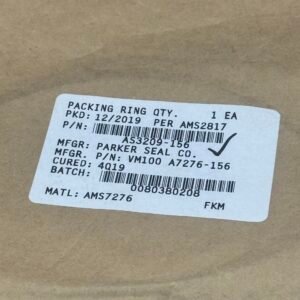 PACKING RING QTY. 1 EA
PKD: 12/2019 PER AMS2817
P/N:
AS3209-156
MFGR: PARKER SEAL CO.
MFGR. P/N: VM100 A7276-156
CURED: 4Q19
BATCH:
0080380208
MATL: AMS7276 FKM